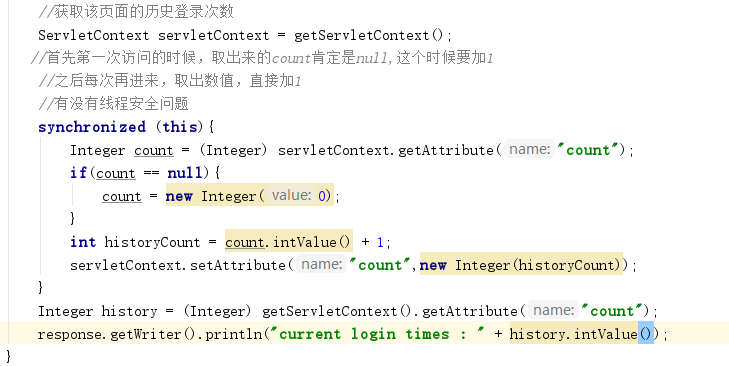 //获取该页面的历史登录次数
ServletContext servletContext = getServletContext();
//首先第一次访问的时候，取出来的count肯定是null,这个时候要加1
//之后每次再进来，取出数值，直接加1
//有没有线程安全问题
synchronized (this){
Integer count = (Integer) servletContext.getAttribute( name: "count");
if(count == null){
count = new Integer( value: 0);
}
int historyCount = count.intValue() + 1;
servletContext.setAttribute( name: "count",new Integer(historyCount));
}
Integer history = (Integer) getServletContext().getAttribute( name: "count");
response.getWriter().println("current login times : " + history.intValue());
}